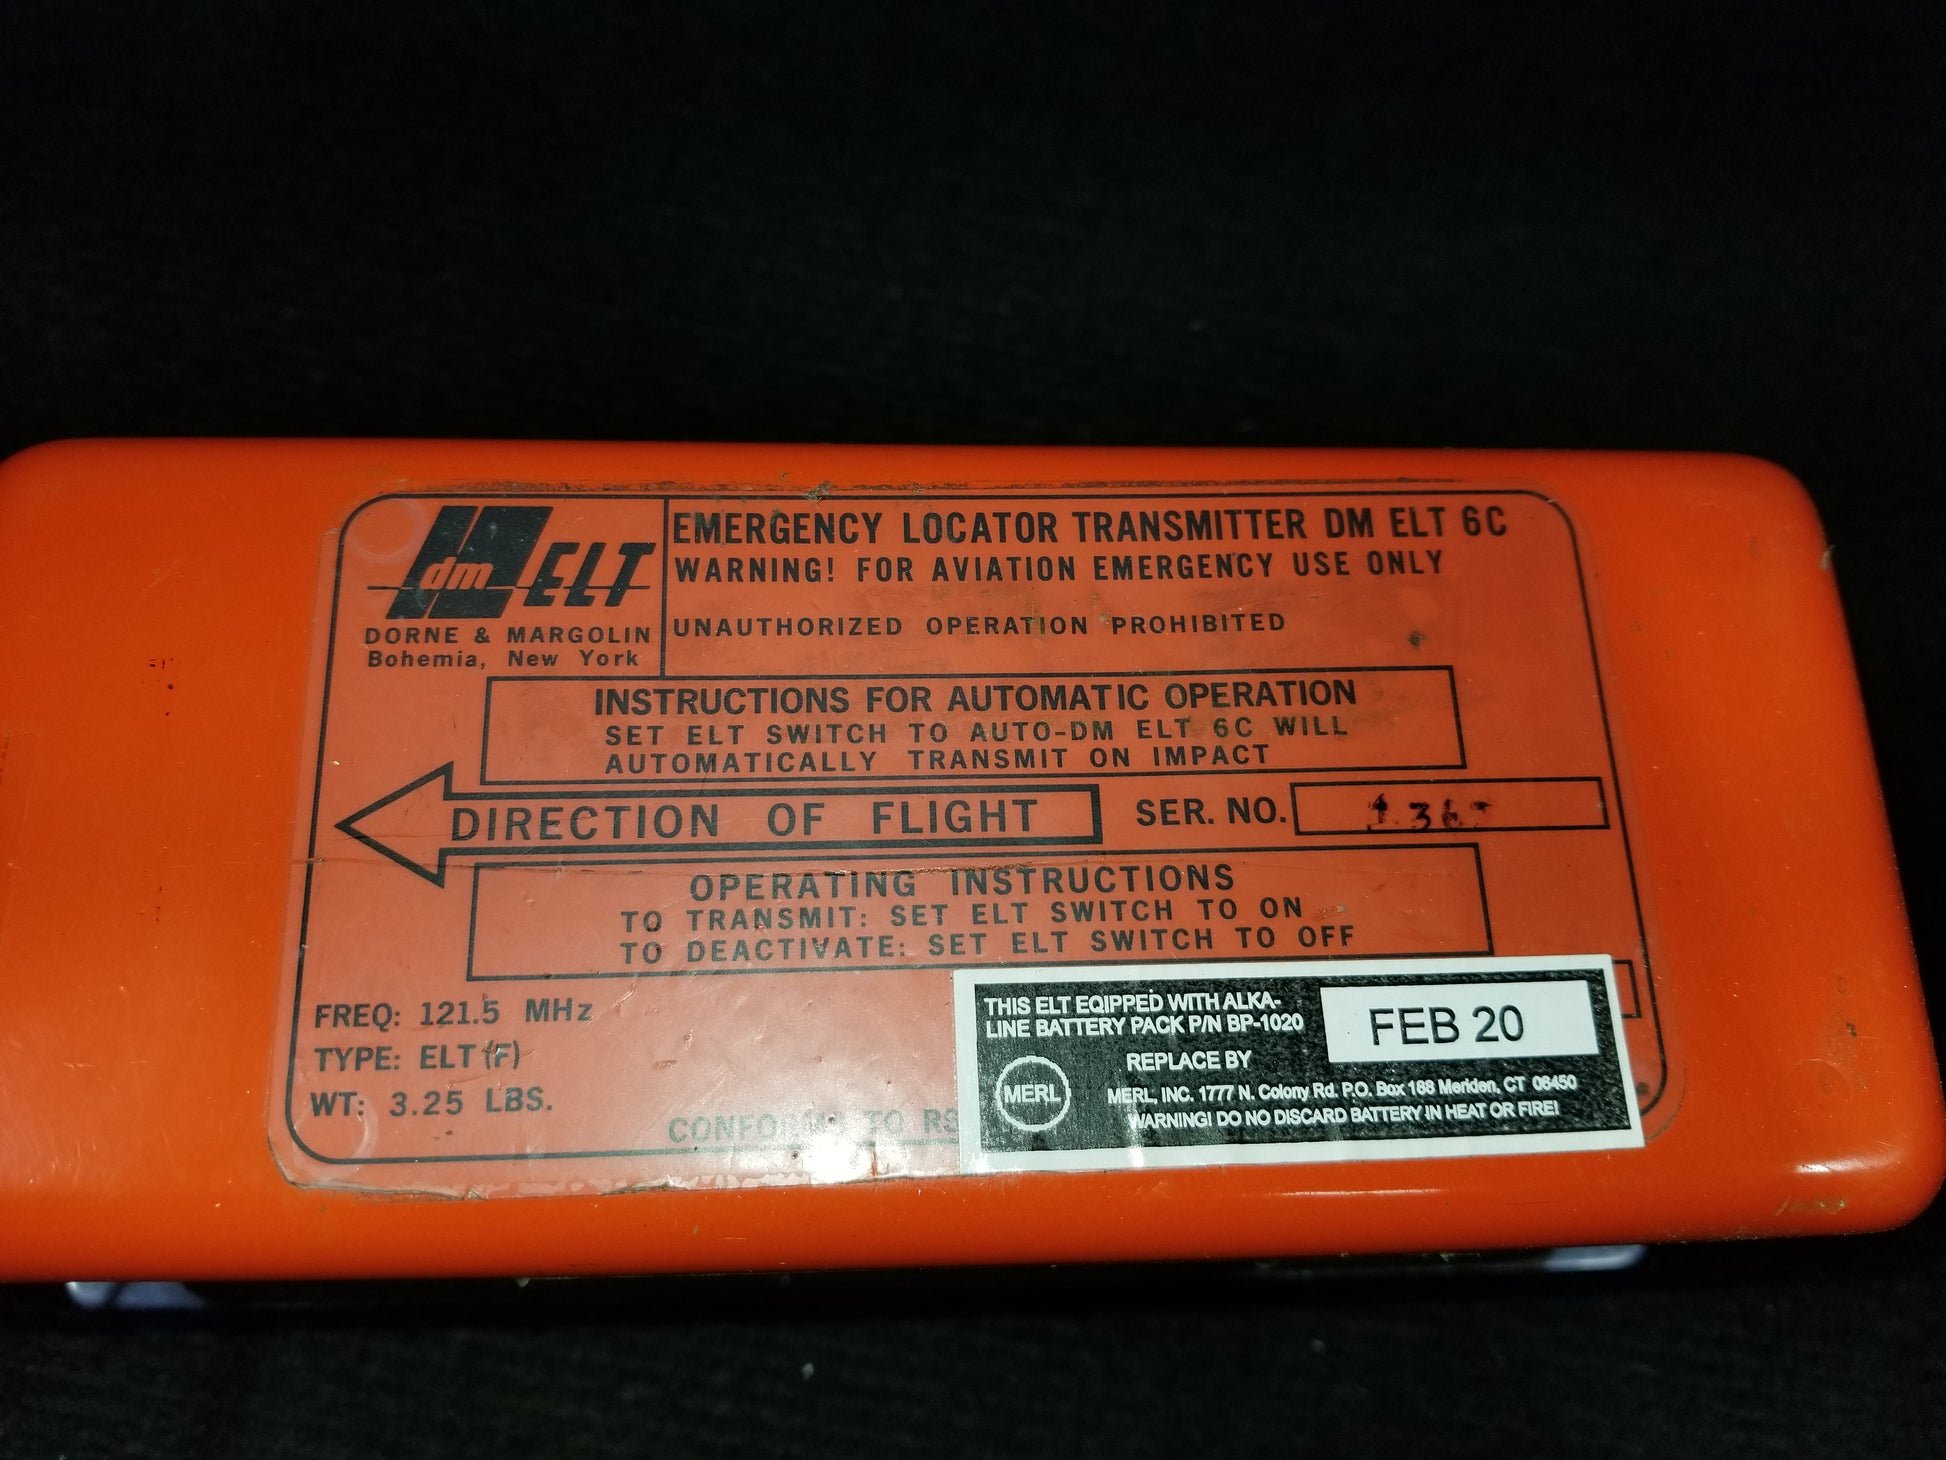 dm ELT
DORNE & MARGOLIN
Bohemia, New York
EMERGENCY LOCATOR TRANSMITTER DM ELT 6C
WARNING! FOR AVIATION EMERGENCY USE ONLY
UNAUTHORIZED OPERATION PROHIBITED
INSTRUCTIONS FOR AUTOMATIC OPERATION
SET ELT SWITCH TO AUTO-DM ELT 6C WILL
AUTOMATICALLY TRANSMIT ON IMPACT
DIRECTION OF FLIGHT
SER. NO.
OPERATING INSTRUCTIONS
TO TRANSMIT: SET ELT SWITCH TO ON
TO DEACTIVATE: SET ELT SWITCH TO OFF
FREQ: 121.5 MHz
TYPE: ELT (F)
WT: 3.25 LBS.
TO
THIS ELT EQIPPED WITH ALKA-
LINE BATTERY PACK P/N BP-1020
FEB 20
REPLACE BY
MERL
MERL, INC. 1777 N. Colony Rd. P.O. Box 188 Meriden, CT 06450
WARNING! DO NO DISCARD BATTERY IN HEAT OR FIRE!